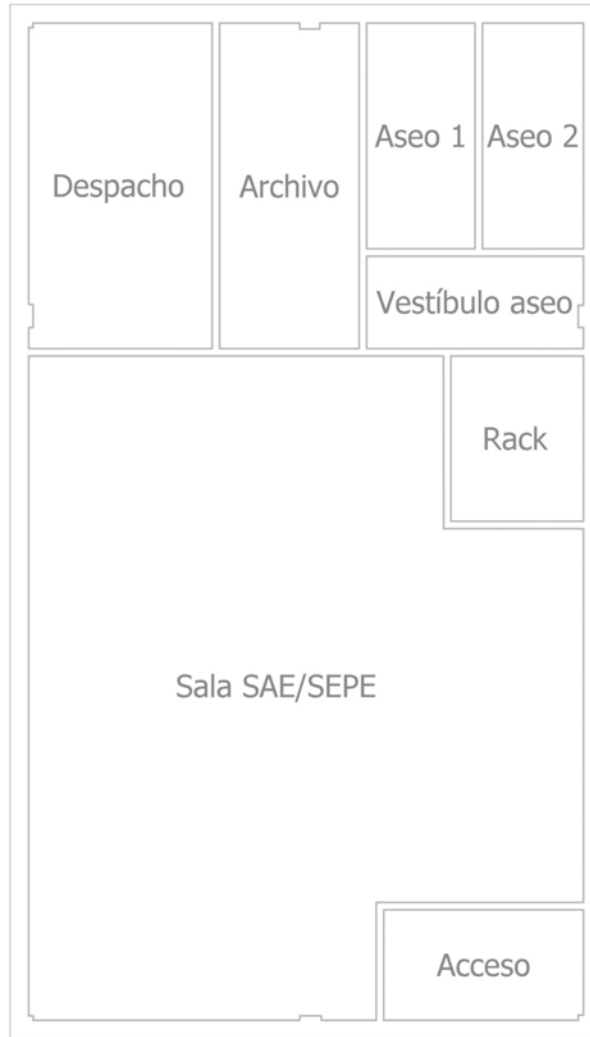 Aseo 1
Aseo 2
Despacho
Archivo
Vestíbulo aseo
Rack
Sala SAE/SEPE
Acceso